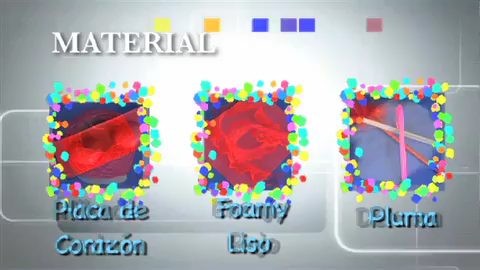 MATERIAL
Placa de
Corazón
Foamy
Liso
Pluma